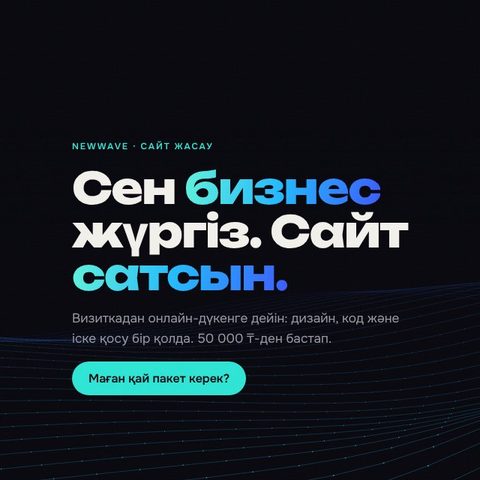 NEWWAVE · САЙТ ЖАСАУ
Сен бизнес
жүргіз. Сайт
сатсын.
Визиткадан онлайн-дүкенге дейін: дизайн, код және
іске қосу бір қолда. 50 000 ₸-ден бастап.
Маған қай пакет керек?